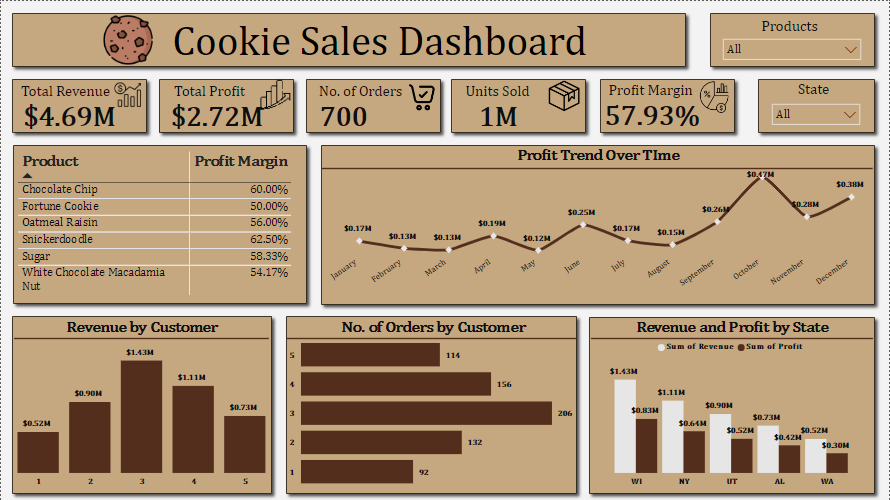 Cookie Sales Dashboard
Products
All
Total Revenue
$4.69M
Total Profit
$2.72M
No. of Orders
700
Units Sold
1M
Profit Margin
57.93%
State
All
Product Profit Margin
Chocolate Chip 60.00%
Fortune Cookie 50.00%
Oatmeal Raisin 56.00%
Snickerdoodle 62.50%
Sugar 58.33%
White Chocolate Macadamia 54.17%
Nut
Profit Trend Over TIme
$0.17M
$0.13M
$0.13M
$0.19M
$0.12M
$0.25M
$0.17M
$0.15M
$0.26M
$0.47M
$0.28M
$0.38M
January
February
March
April
May
June
July
August
September
October
November
December
Revenue by Customer
$0.52M
$0.90M
$1.43M
$1.11M
$0.73M
1 2 3 4 5
No. of Orders by Customer
5 114
4 156
3 206
2 132
1 92
Revenue and Profit by State
Sum of Revenue Sum of Profit
$1.43M
$0.83M
$1.11M
$0.64M
$0.90M
$0.52M
$0.73M
$0.42M
$0.52M
$0.30M
WI NY UT AL WA